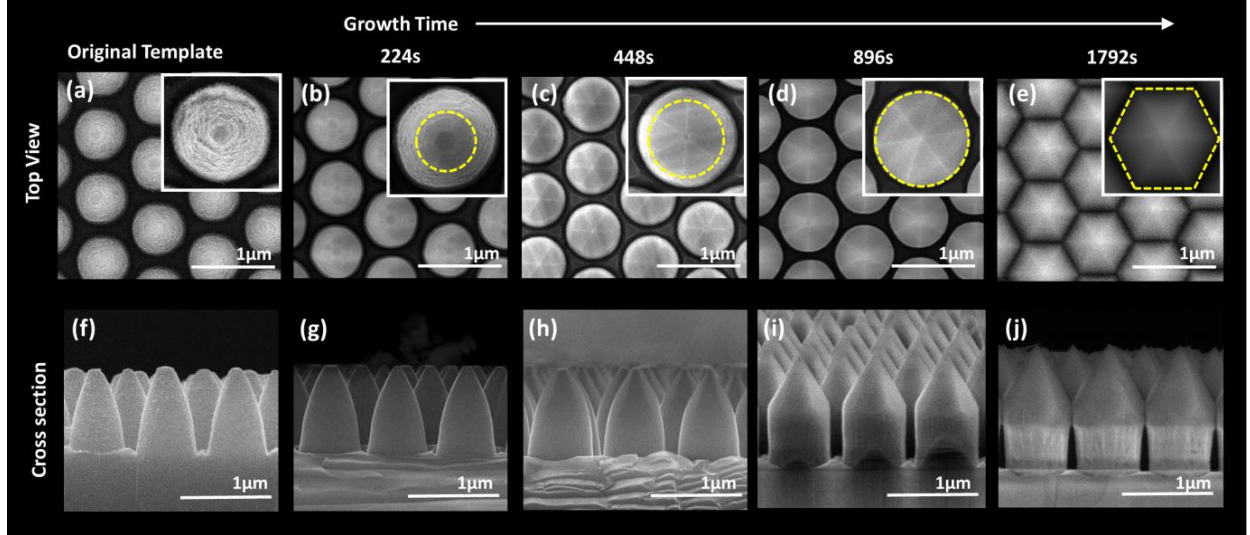 Growth Time
Original Template 224s 448s 896s 1792s
Top View
(a) (b) (c) (d) (e)
1μm 1μm 1μm 1μm 1μm
Cross section
(f) (g) (h) (i) (j)
1μm 1μm 1μm 1μm 1μm